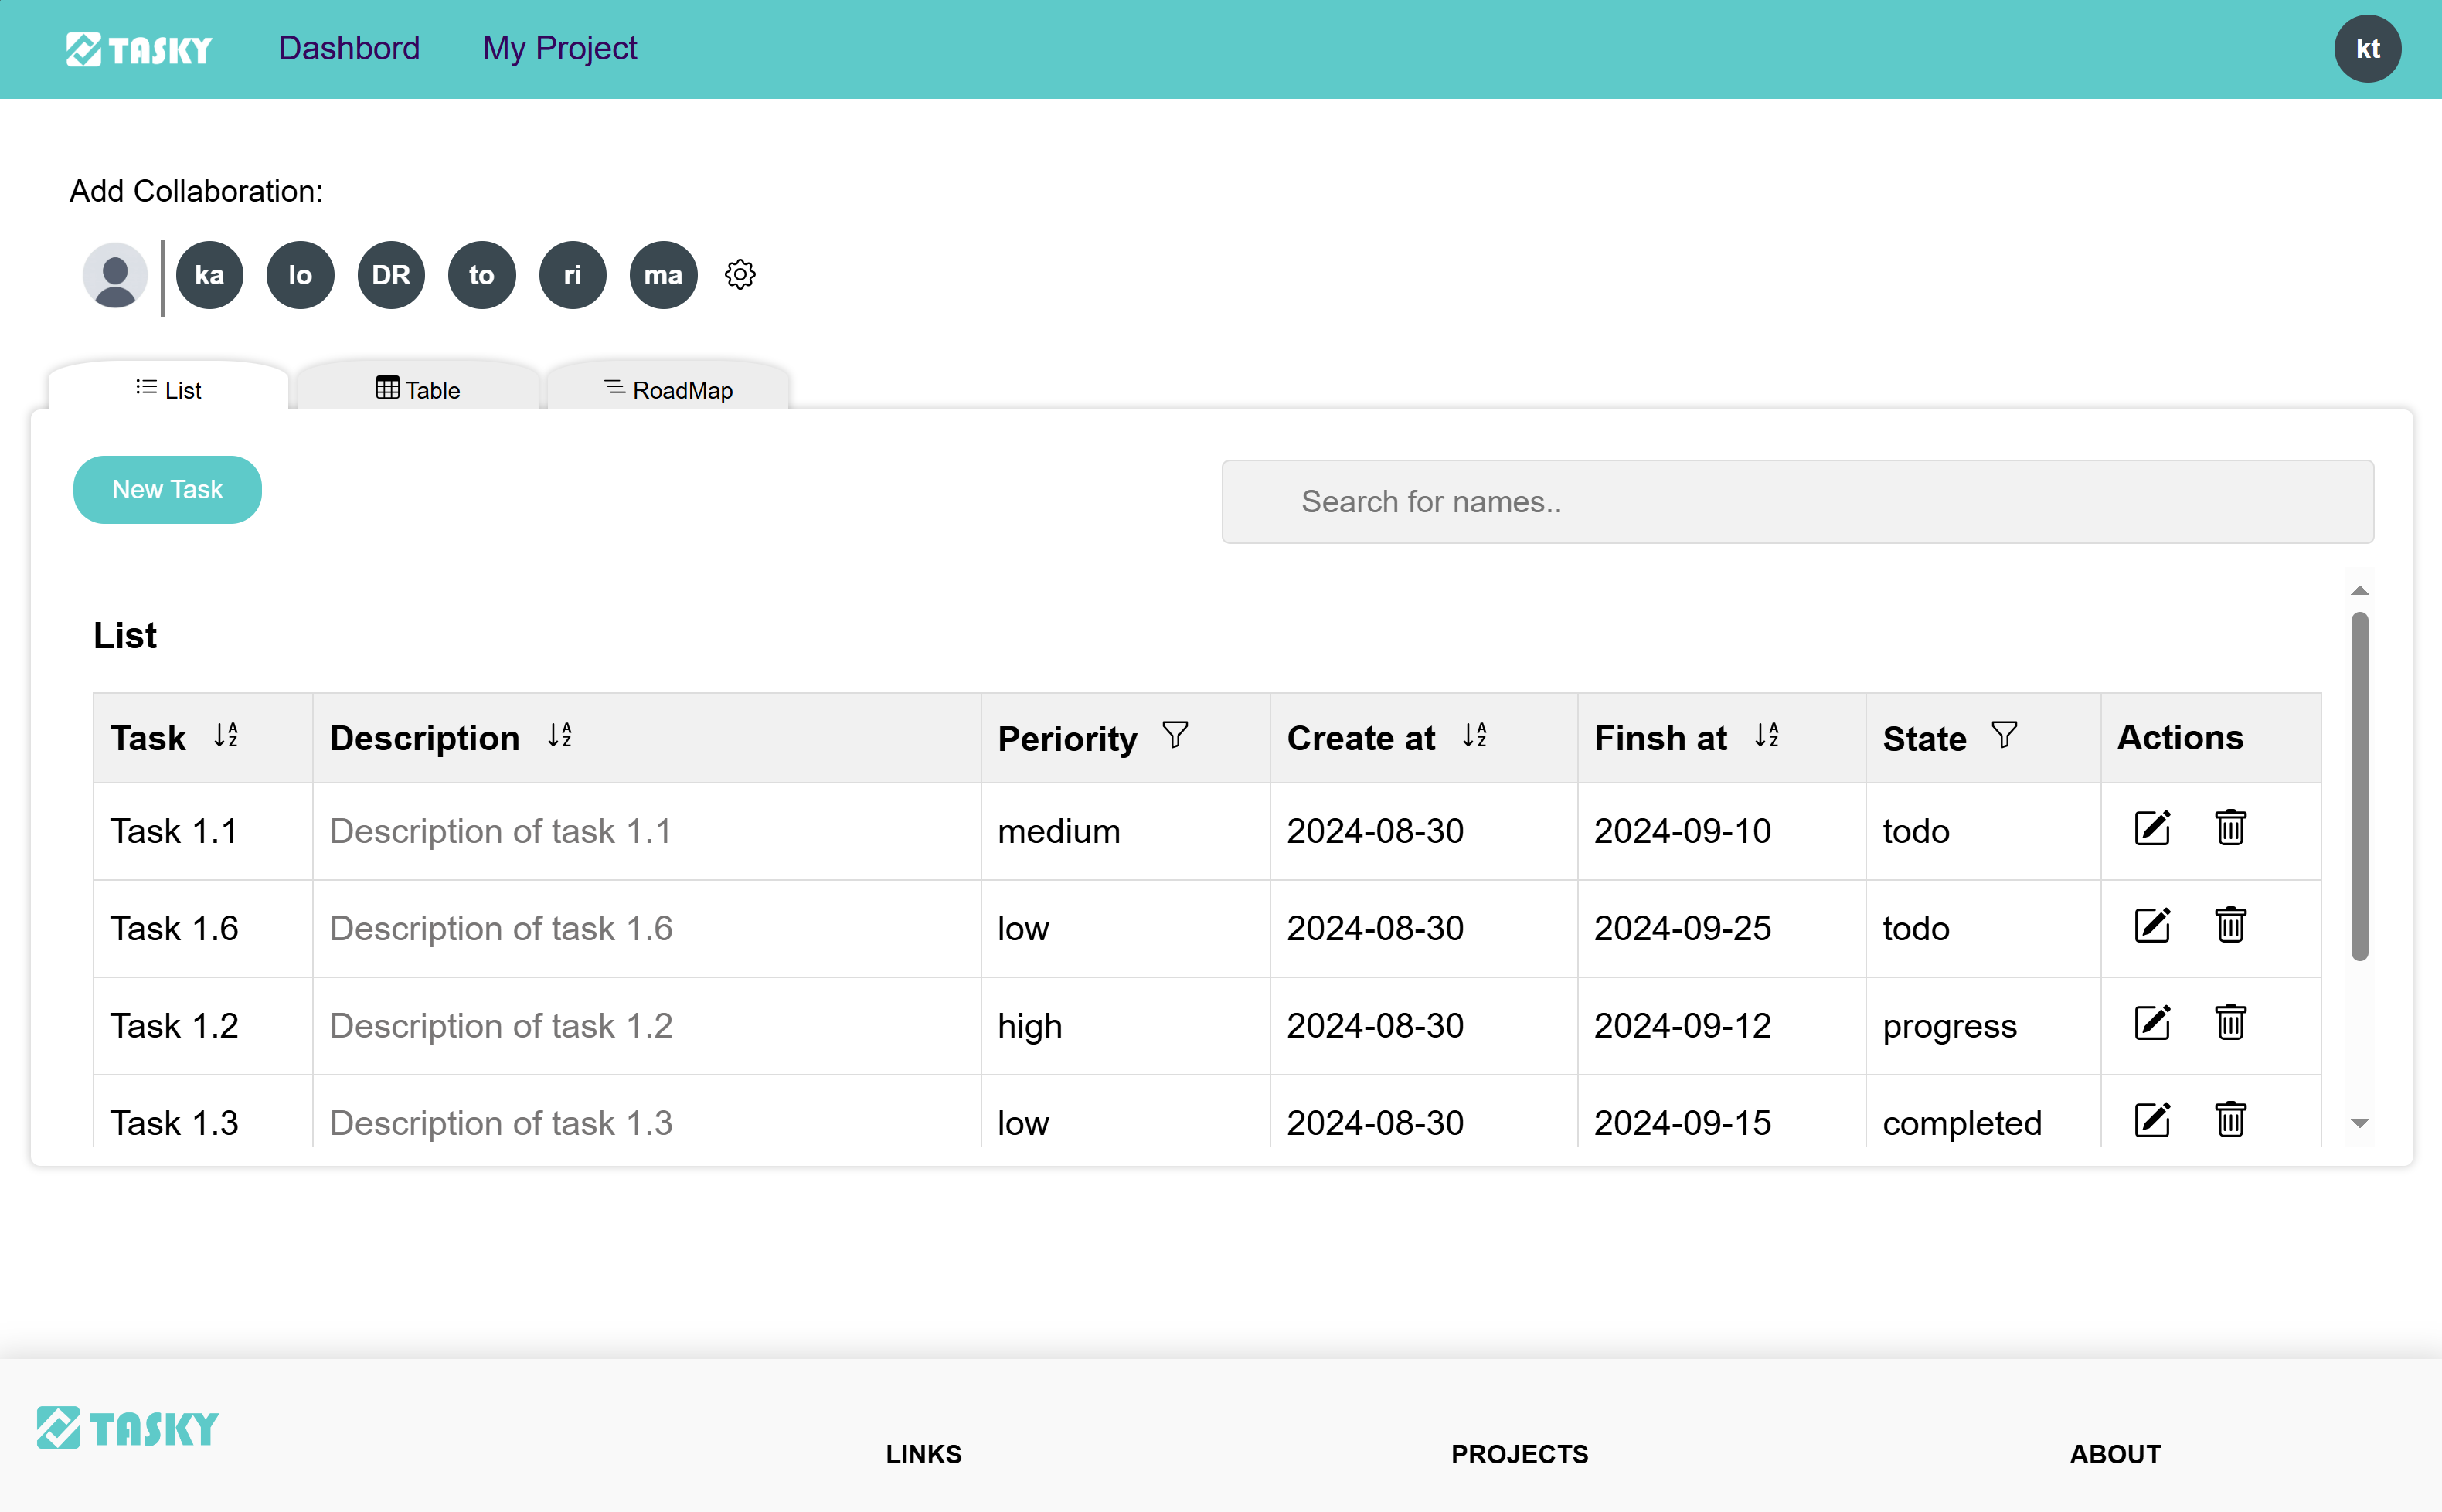 TASKY Dashbord My Project kt
Add Collaboration:
ka lo DR to ri ma
List Table RoadMap
New Task Search for names..
List
Task Description Periority Create at Finsh at State Actions
Task 1.1 Description of task 1.1 medium 2024-08-30 2024-09-10 todo
Task 1.6 Description of task 1.6 low 2024-08-30 2024-09-25 todo
Task 1.2 Description of task 1.2 high 2024-08-30 2024-09-12 progress
Task 1.3 Description of task 1.3 low 2024-08-30 2024-09-15 completed
TASKY
LINKS PROJECTS ABOUT